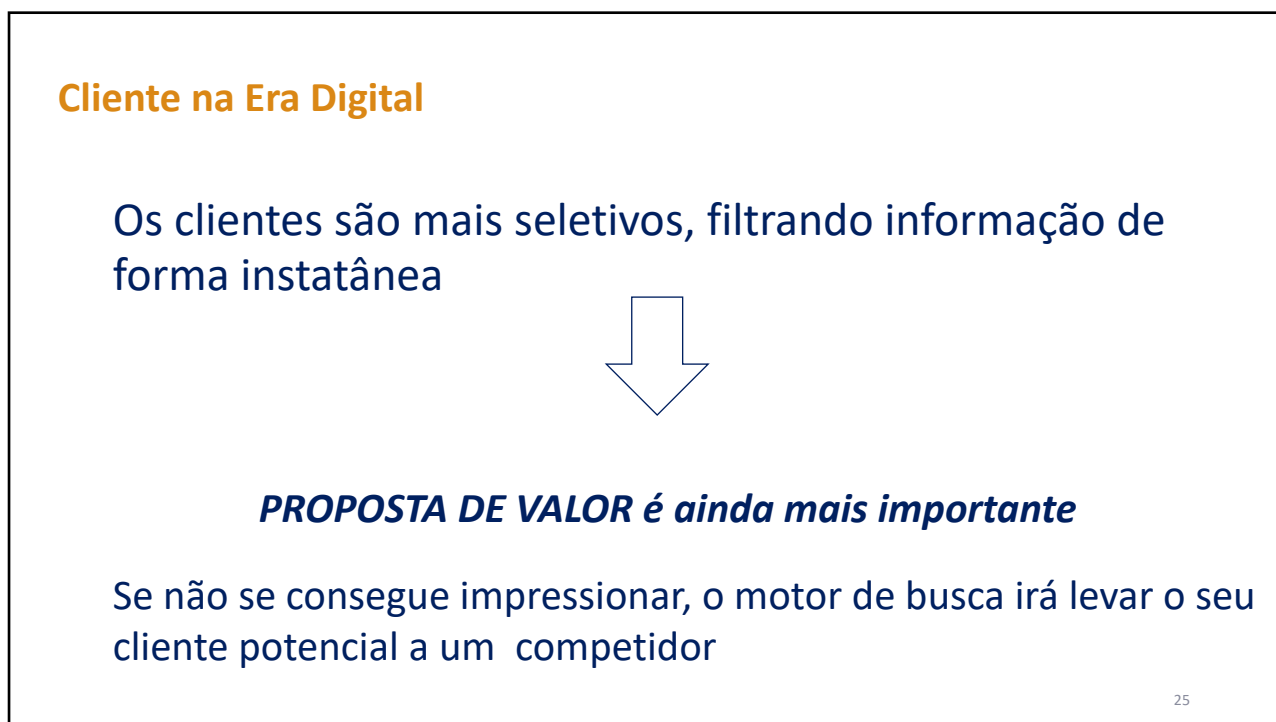 Cliente na Era Digital
Os clientes são mais seletivos, filtrando informação de
forma instatânea
PROPOSTA DE VALOR é ainda mais importante
Se não se consegue impressionar, o motor de busca irá levar o seu
cliente potencial a um  competidor
25